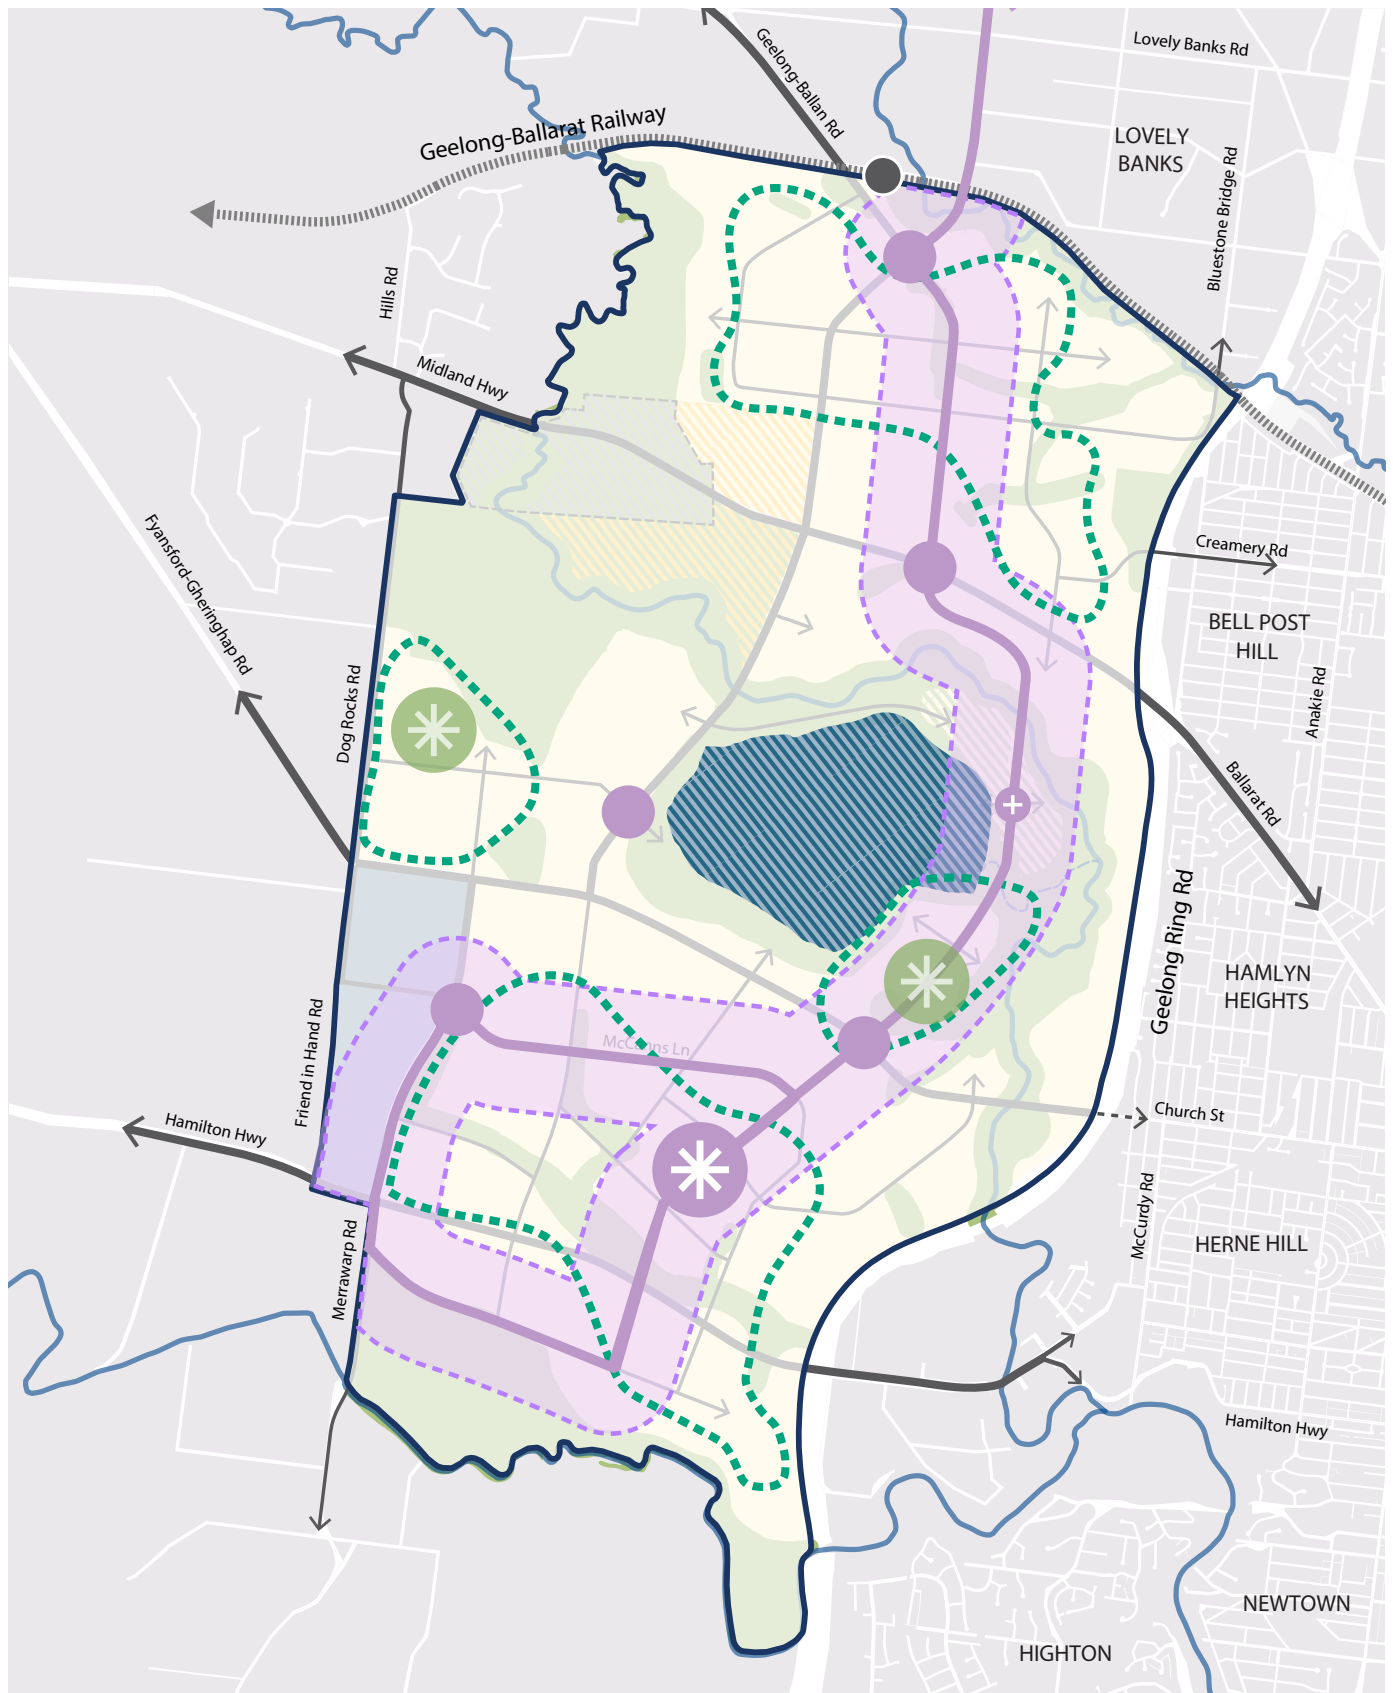 Lovely Banks Rd
Geelong-Ballan Rd
Geelong-Ballarat Railway
LOVELY
BANKS
Bluestone Bridge Rd
Hills Rd
Midland Hwy
Fyansford-Gheringhap Rd
Creamery Rd
BELL POST
HILL
Anakie Rd
Dog Rocks Rd
Ballarat Rd
Geelong Ring Rd
HAMLYN
HEIGHTS
McCanns Ln
Friend in Hand Rd
Hamilton Hwy
Church St
McCurdy Rd
Merrawarp Rd
HERNE HILL
Hamilton Hwy
NEWTOWN
HIGHTON